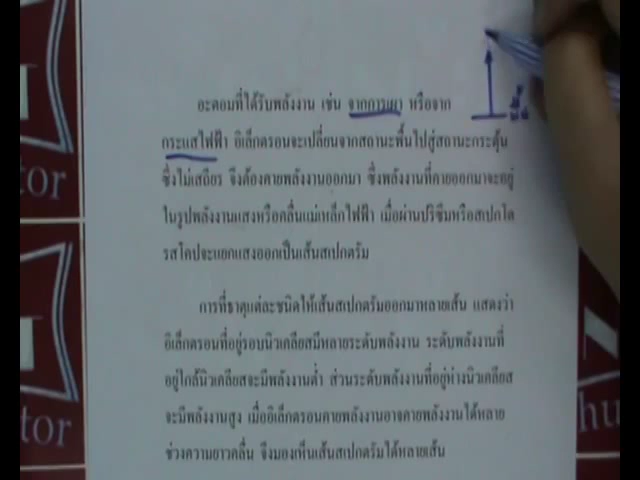 อะตอมที่ได้รับพลังงาน เช่น จากการเผา หรือจาก
กระแสไฟฟ้า อิเล็กตรอนจะเปลี่ยนจากสถานะพื้นไปสู่สถานะกระตุ้น
ซึ่งไม่เสถียร จึงต้องคายพลังงานออกมา ซึ่งพลังงานที่คายออกมาจะอยู่
ในรูปพลังงานแสงหรือคลื่นแม่เหล็กไฟฟ้า เมื่อผ่านปริซึมหรือสเปกโต
รสโคปจะแยกแสงออกเป็นเส้นสเปกตรัม
การที่ธาตุแต่ละชนิดให้เส้นสเปกตรัมออกมาหลายเส้น แสดงว่า
อิเล็กตรอนที่อยู่รอบนิวเคลียสมีหลายระดับพลังงาน ระดับพลังงานที่
อยู่ใกล้นิวเคลียสจะมีพลังงานต่ำ ส่วนระดับพลังงานที่อยู่ห่างนิวเคลียส
จะมีพลังงานสูง เมื่ออิเล็กตรอนคายพลังงานอาจคายพลังงานได้หลาย
ช่วงความยาวคลื่น จึงมองเห็นเส้นสเปกตรัมได้หลายเส้น
tor
tor
hu